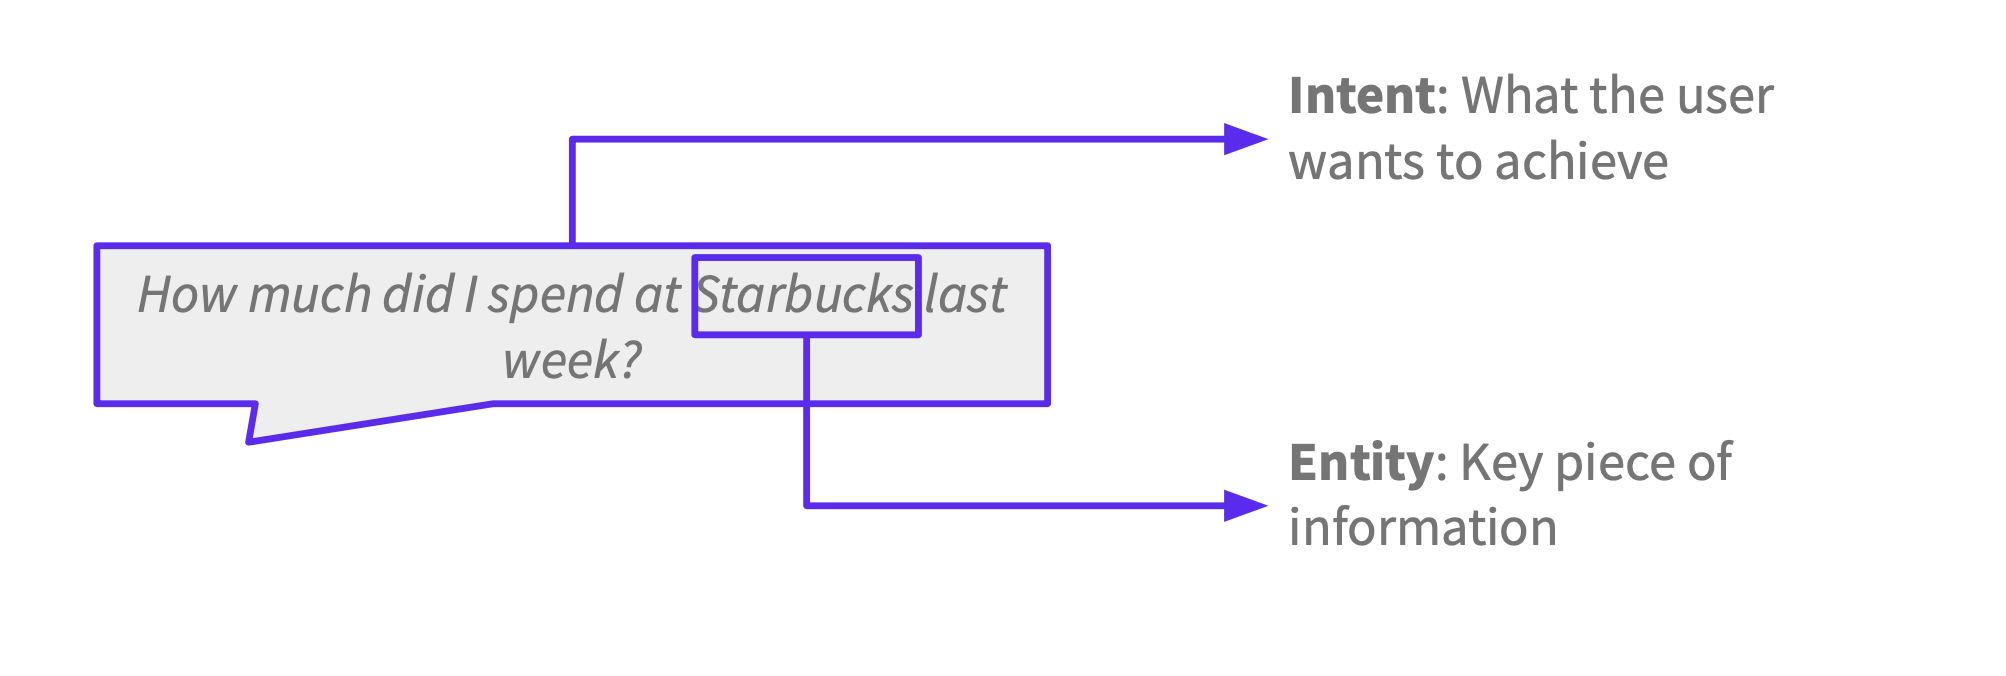 Intent: What the user
wants to achieve
How much did I spend at Starbucks last
week?
Entity: Key piece of
information